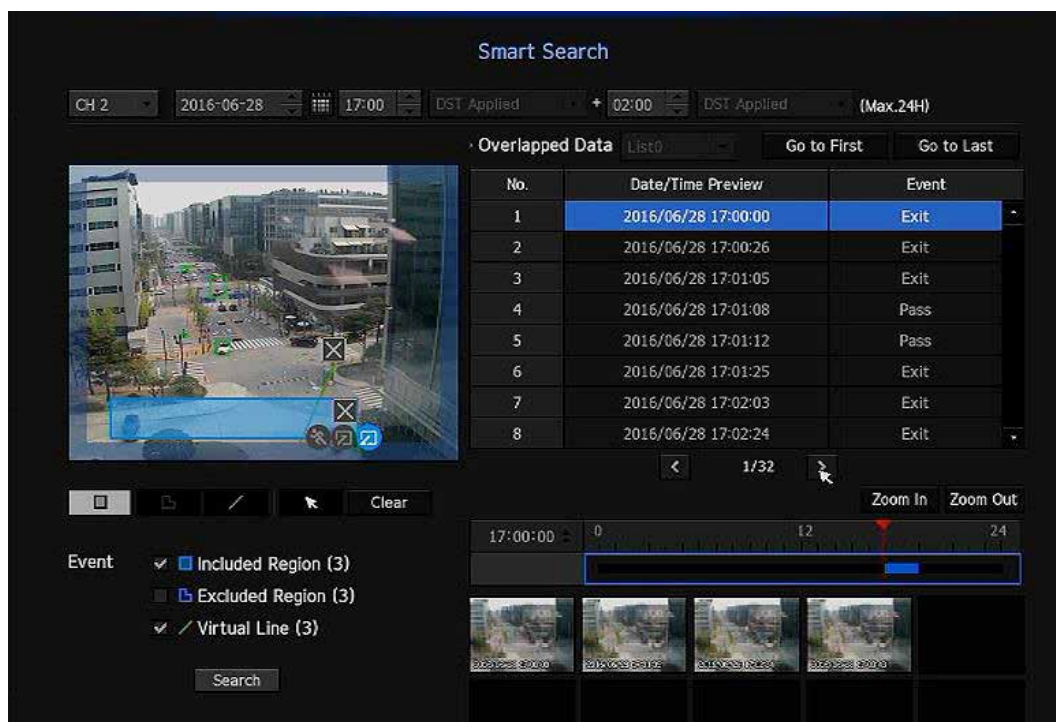 Smart Search
CH 2 2016-06-28 17:00 DST Applied + 02:00 DST Applied (Max.24H)
Overlapped Data List0 Go to First Go to Last
No. Date/Time Preview Event
1 2016/06/28 17:00:00 Exit
2 2016/06/28 17:00:26 Exit
3 2016/06/28 17:01:05 Exit
4 2016/06/28 17:01:08 Pass
5 2016/06/28 17:01:12 Pass
6 2016/06/28 17:01:25 Exit
7 2016/06/28 17:02:03 Exit
8 2016/06/28 17:02:24 Exit
< 1/32 >
Clear
Zoom In Zoom Out
17:00:00 0 12 24
Event
Included Region (3)
Excluded Region (3)
Virtual Line (3)
Search